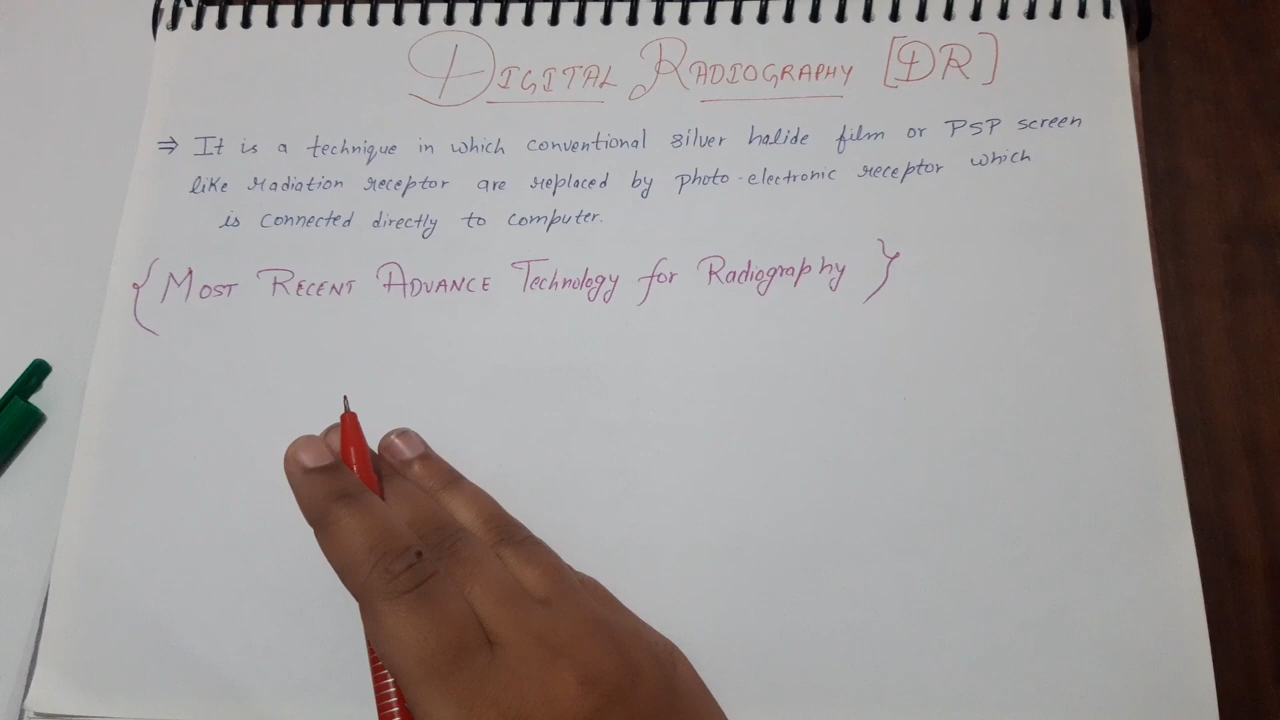 DIGITAL RADIOGRAPHY [DR]
⇒ It is a technique in which conventional silver halide film or PSP screen
like radiation receptor are replaced by photo-electronic receptor which
is connected directly to computer.
{MOST RECENT ADVANCE Technology for Radiography}